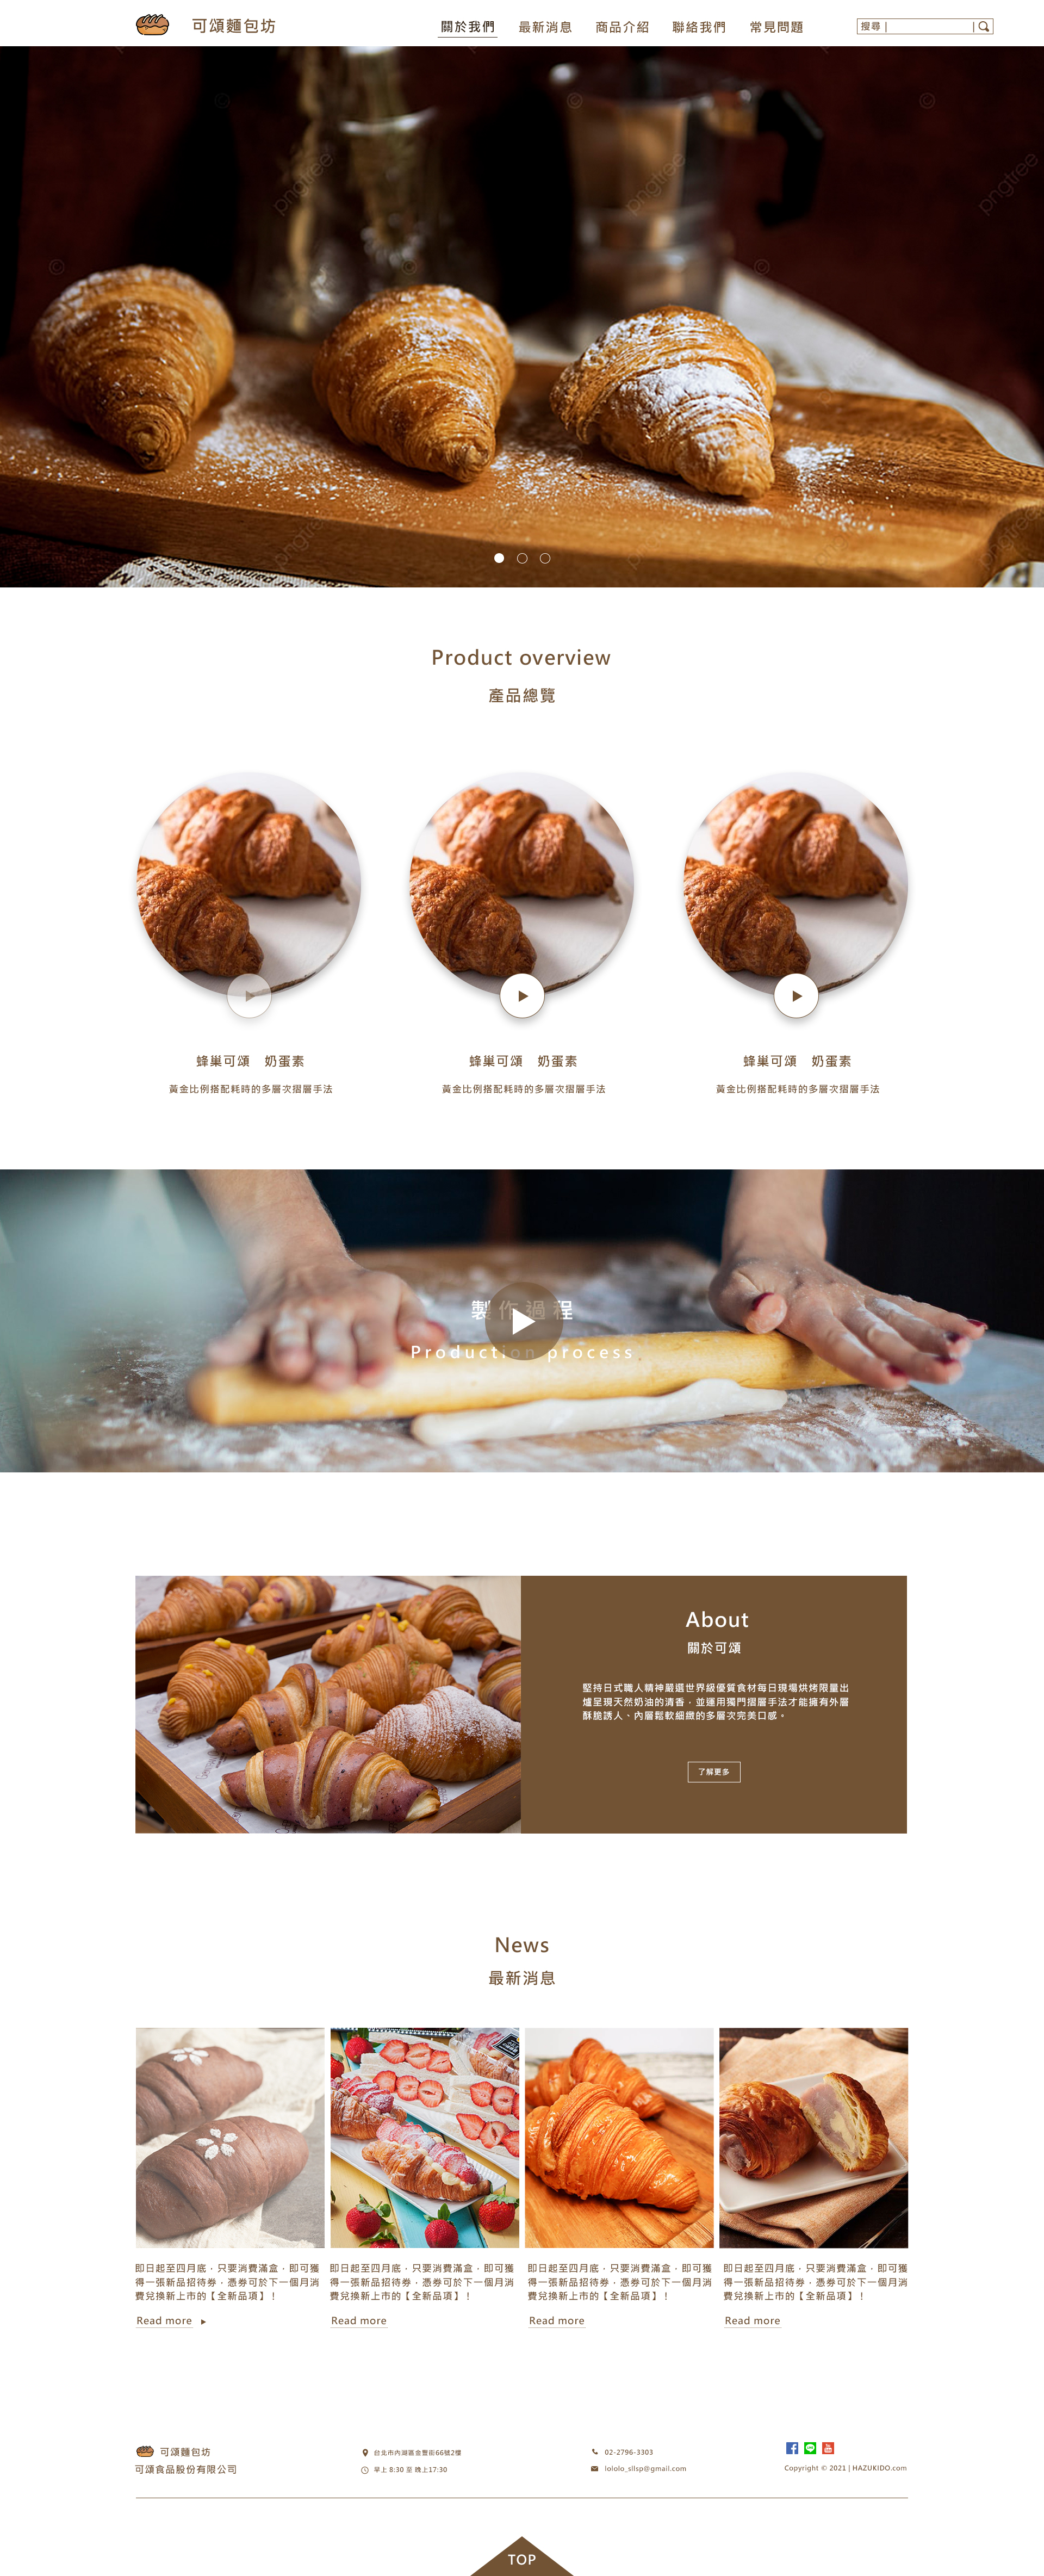 可頌麵包坊
關於我們
最新消息
商品介紹
聯絡我們
常見問題
搜尋
pngtree
pngtree
pngtree
Product overview
產品總覽
蜂巢可頌 奶蛋素
蜂巢可頌 奶蛋素
蜂巢可頌 奶蛋素
黃金比例搭配耗時的多層次摺層手法
黃金比例搭配耗時的多層次摺層手法
黃金比例搭配耗時的多層次摺層手法
製作過程
Production process
About
關於可頌
堅持日式職人精神嚴選世界級優質食材每日現場烘烤限量出
爐呈現天然奶油的清香，並運用獨門摺層手法才能擁有外層
酥脆誘人、內層鬆軟細緻的多層次完美口感。
了解更多
News
最新消息
即日起至四月底，只要消費滿盒，即可獲
得一張新品招待券，憑券可於下一個月消
費兌換新上市的【全新品項】！
Read more
即日起至四月底，只要消費滿盒，即可獲
得一張新品招待券，憑券可於下一個月消
費兌換新上市的【全新品項】！
Read more
即日起至四月底，只要消費滿盒，即可獲
得一張新品招待券，憑券可於下一個月消
費兌換新上市的【全新品項】！
Read more
即日起至四月底，只要消費滿盒，即可獲
得一張新品招待券，憑券可於下一個月消
費兌換新上市的【全新品項】！
Read more
可頌麵包坊
可頌食品股份有限公司
台北市內湖區金豐街66號2樓
早上 8:30 至 晚上17:30
02-2796-3303
lololo_sllsp@gmail.com
Copyright © 2021 | HAZUKIDO.com
TOP